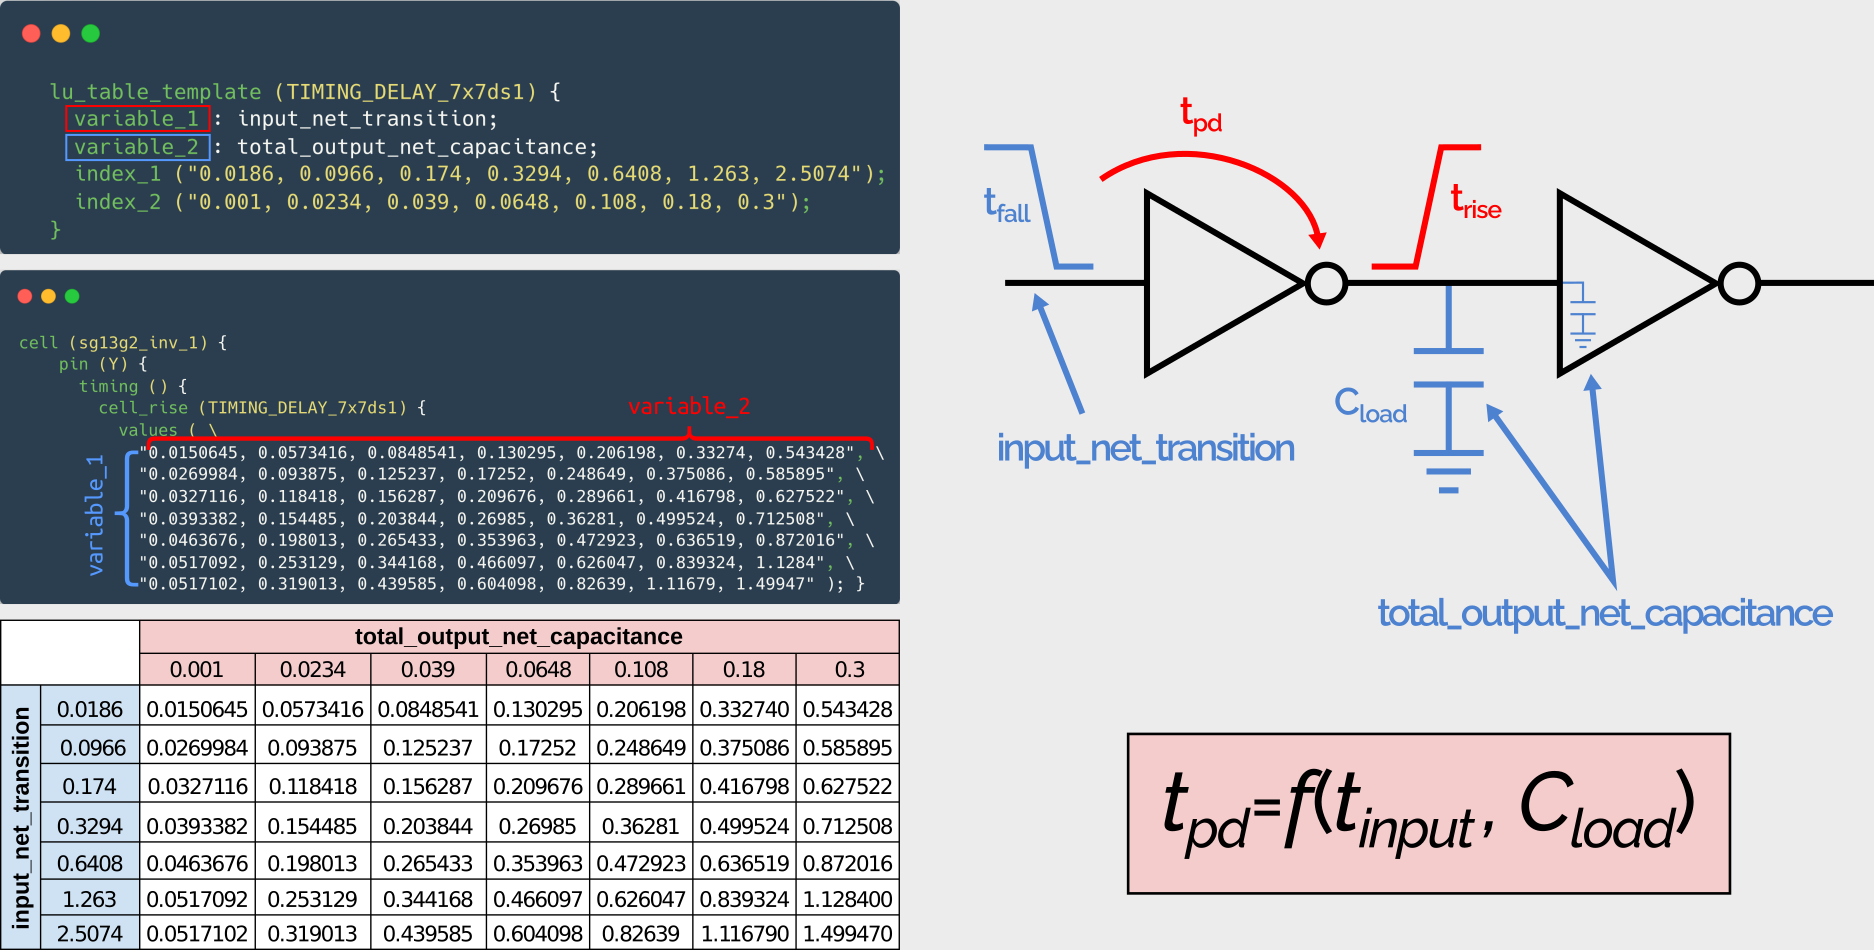 lu_table_template (TIMING_DELAY_7x7ds1) {
variable_1 : input_net_transition;
variable_2 : total_output_net_capacitance;
index_1 ("0.0186, 0.0966, 0.174, 0.3294, 0.6408, 1.263, 2.5074");
index_2 ("0.001, 0.0234, 0.039, 0.0648, 0.108, 0.18, 0.3");
}
cell (sg13g2_inv_1) {
pin (Y) {
timing () {
cell_rise (TIMING_DELAY_7x7ds1) {
variable_2
values ( \
variable_1
"0.0150645, 0.0573416, 0.0848541, 0.130295, 0.206198, 0.33274, 0.543428", \
"0.0269984, 0.093875, 0.125237, 0.17252, 0.248649, 0.375086, 0.585895", \
"0.0327116, 0.118418, 0.156287, 0.209676, 0.289661, 0.416798, 0.627522", \
"0.0393382, 0.154485, 0.203844, 0.26985, 0.36281, 0.499524, 0.712508", \
"0.0463676, 0.198013, 0.265433, 0.353963, 0.472923, 0.636519, 0.872016", \
"0.0517092, 0.253129, 0.344168, 0.466097, 0.626047, 0.839324, 1.1284", \
"0.0517102, 0.319013, 0.439585, 0.604098, 0.82639, 1.11679, 1.49947" ); }
total_output_net_capacitance
0.001 0.0234 0.039 0.0648 0.108 0.18 0.3
input_net_transition
0.0186 0.0150645 0.0573416 0.0848541 0.130295 0.206198 0.332740 0.543428
0.0966 0.0269984 0.093875 0.125237 0.17252 0.248649 0.375086 0.585895
0.174 0.0327116 0.118418 0.156287 0.209676 0.289661 0.416798 0.627522
0.3294 0.0393382 0.154485 0.203844 0.26985 0.36281 0.499524 0.712508
0.6408 0.0463676 0.198013 0.265433 0.353963 0.472923 0.636519 0.872016
1.263 0.0517092 0.253129 0.344168 0.466097 0.626047 0.839324 1.128400
2.5074 0.0517102 0.319013 0.439585 0.604098 0.82639 1.116790 1.499470
tpd
tfall
trise
Cload
input_net_transition
total_output_net_capacitance
tpd=f(tinput, Cload)